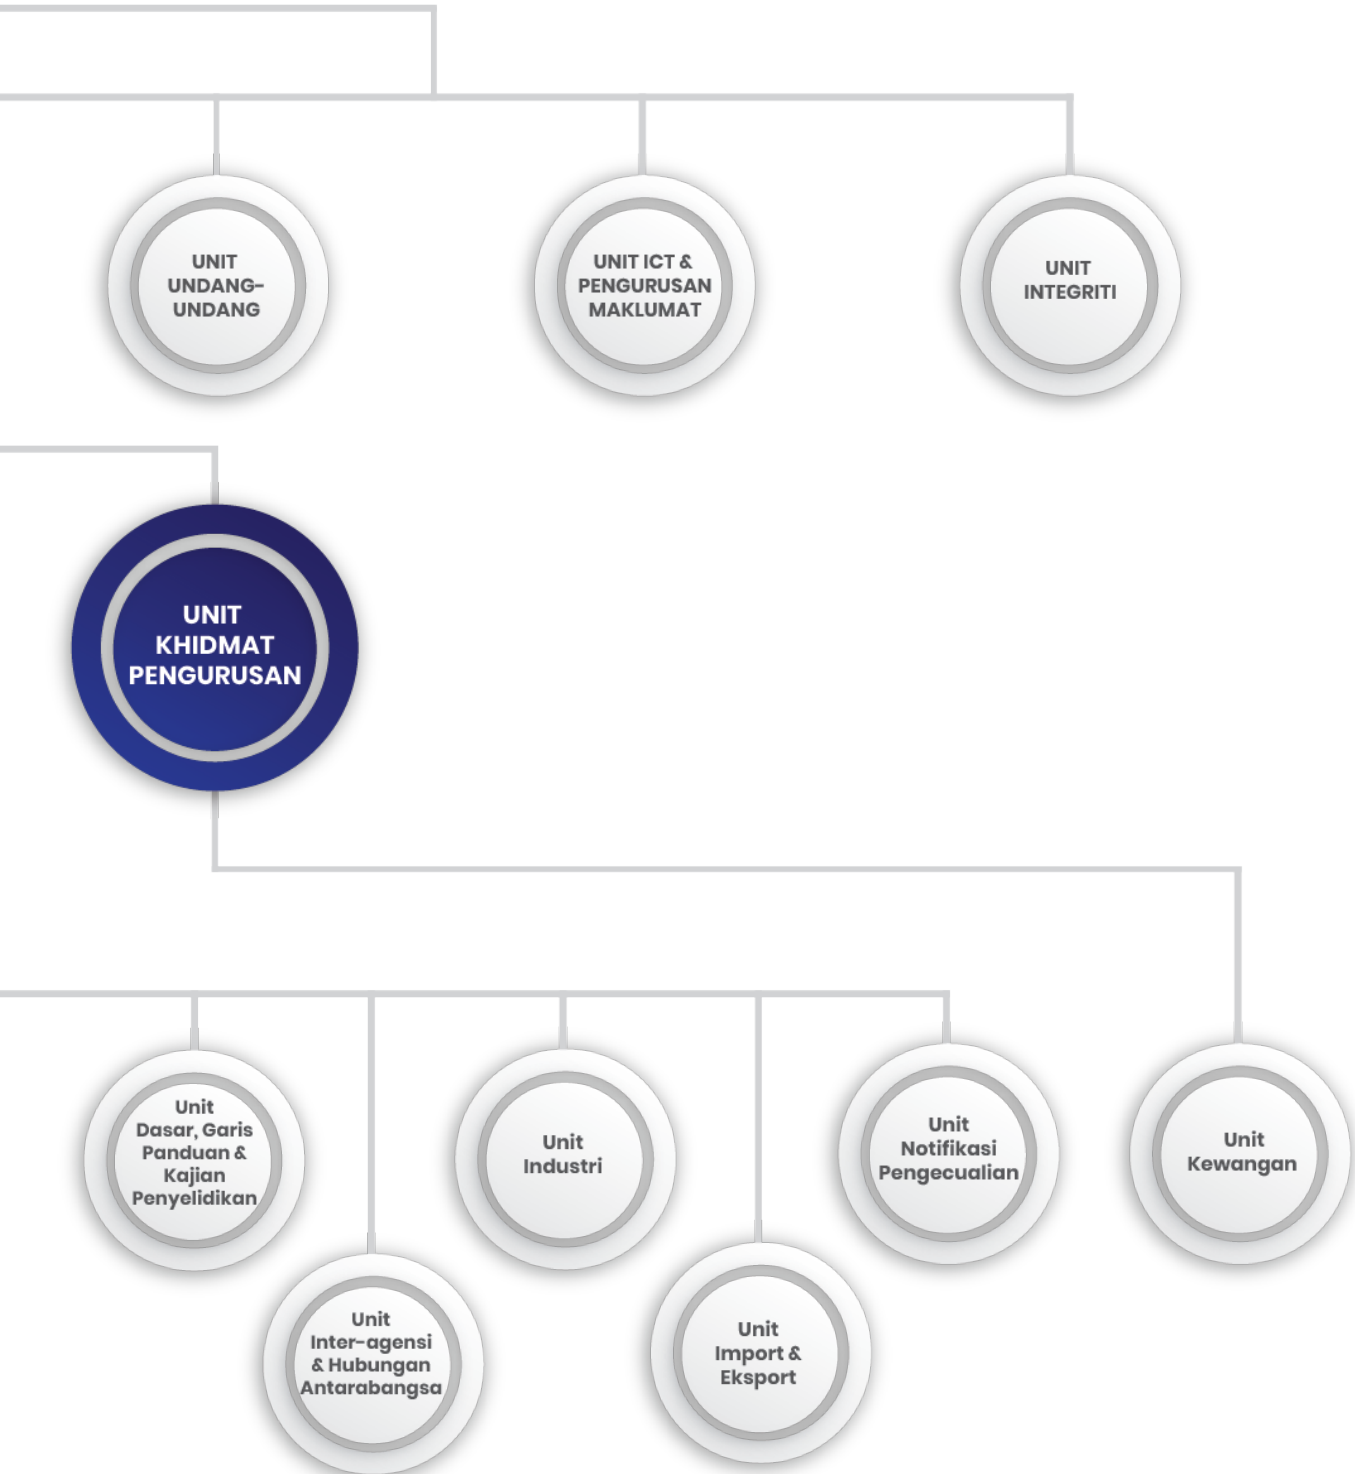 UNIT
UNDANG-
UNDANG
UNIT ICT &
PENGURUSAN
MAKLUMAT
UNIT
INTEGRITI
UNIT
KHIDMAT
PENGURUSAN
Unit
Dasar, Garis
Panduan &
Kajian
Penyelidikan
Unit
Inter-agensi
& Hubungan
Antarabangsa
Unit
Industri
Unit
Import &
Eksport
Unit
Notifikasi
Pengecualian
Unit
Kewangan